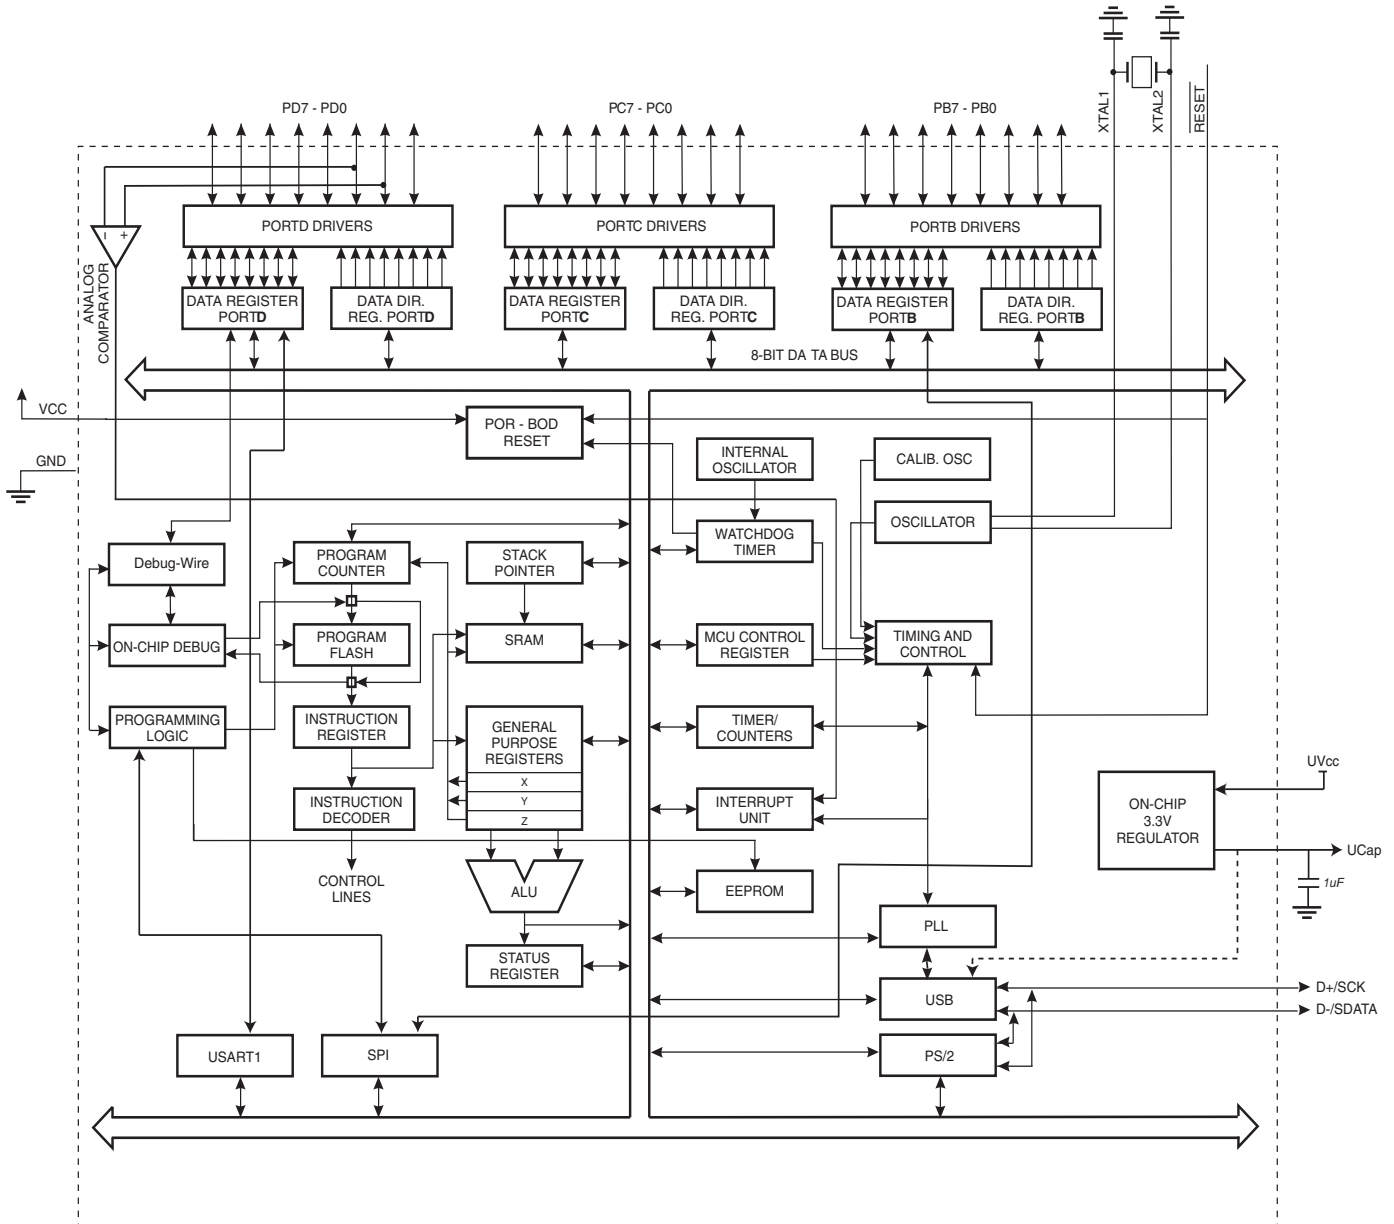 XTAL1
XTAL2
RESET
PD7 - PD0
PC7 - PC0
PB7 - PB0
PORTD DRIVERS
PORTC DRIVERS
PORTB DRIVERS
- +
ANALOG
COMPARATOR
DATA REGISTER
PORTD
DATA DIR.
REG. PORTD
DATA REGISTER
PORTC
DATA DIR.
REG. PORTC
DATA REGISTER
PORTB
DATA DIR.
REG. PORTB
8-BIT DA TA BUS
VCC
GND
POR - BOD
RESET
INTERNAL
OSCILLATOR
CALIB. OSC
WATCHDOG
TIMER
OSCILLATOR
Debug-Wire
PROGRAM
COUNTER
STACK
POINTER
ON-CHIP DEBUG
PROGRAM
FLASH
SRAM
MCU CONTROL
REGISTER
TIMING AND
CONTROL
PROGRAMMING
LOGIC
INSTRUCTION
REGISTER
GENERAL
PURPOSE
REGISTERS
X
Y
Z
TIMER/
COUNTERS
INSTRUCTION
DECODER
INTERRUPT
UNIT
UVcc
ON-CHIP
3.3V
REGULATOR
UCap
1uF
CONTROL
LINES
ALU
EEPROM
PLL
STATUS
REGISTER
USB
D+/SCK
D-/SDATA
USART1
SPI
PS/2